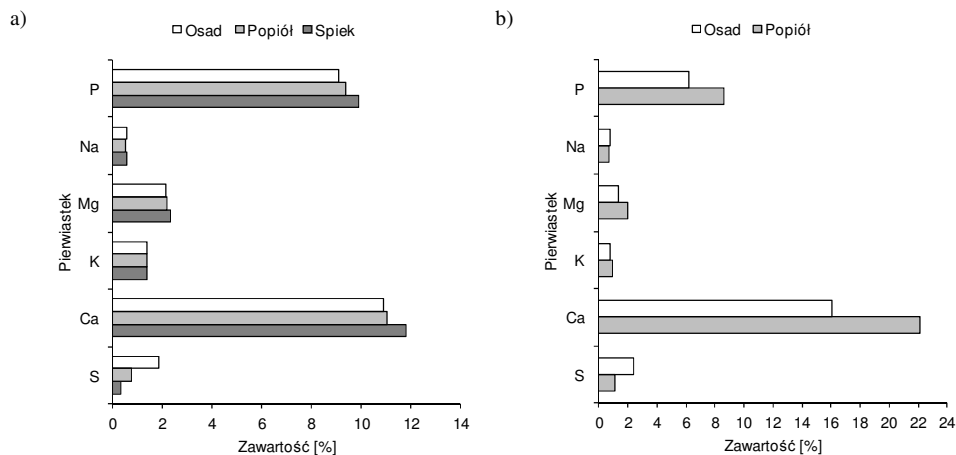 a)
Osad Popiół Spiek
P
Na
Mg
K
Ca
S
Pierwiastek
0 2 4 6 8 10 12 14
Zawartość [%]
b)
Osad Popiół
P
Na
Mg
K
Ca
S
Pierwiastek
0 2 4 6 8 10 12 14 16 18 20 22 24
Zawartość [%]